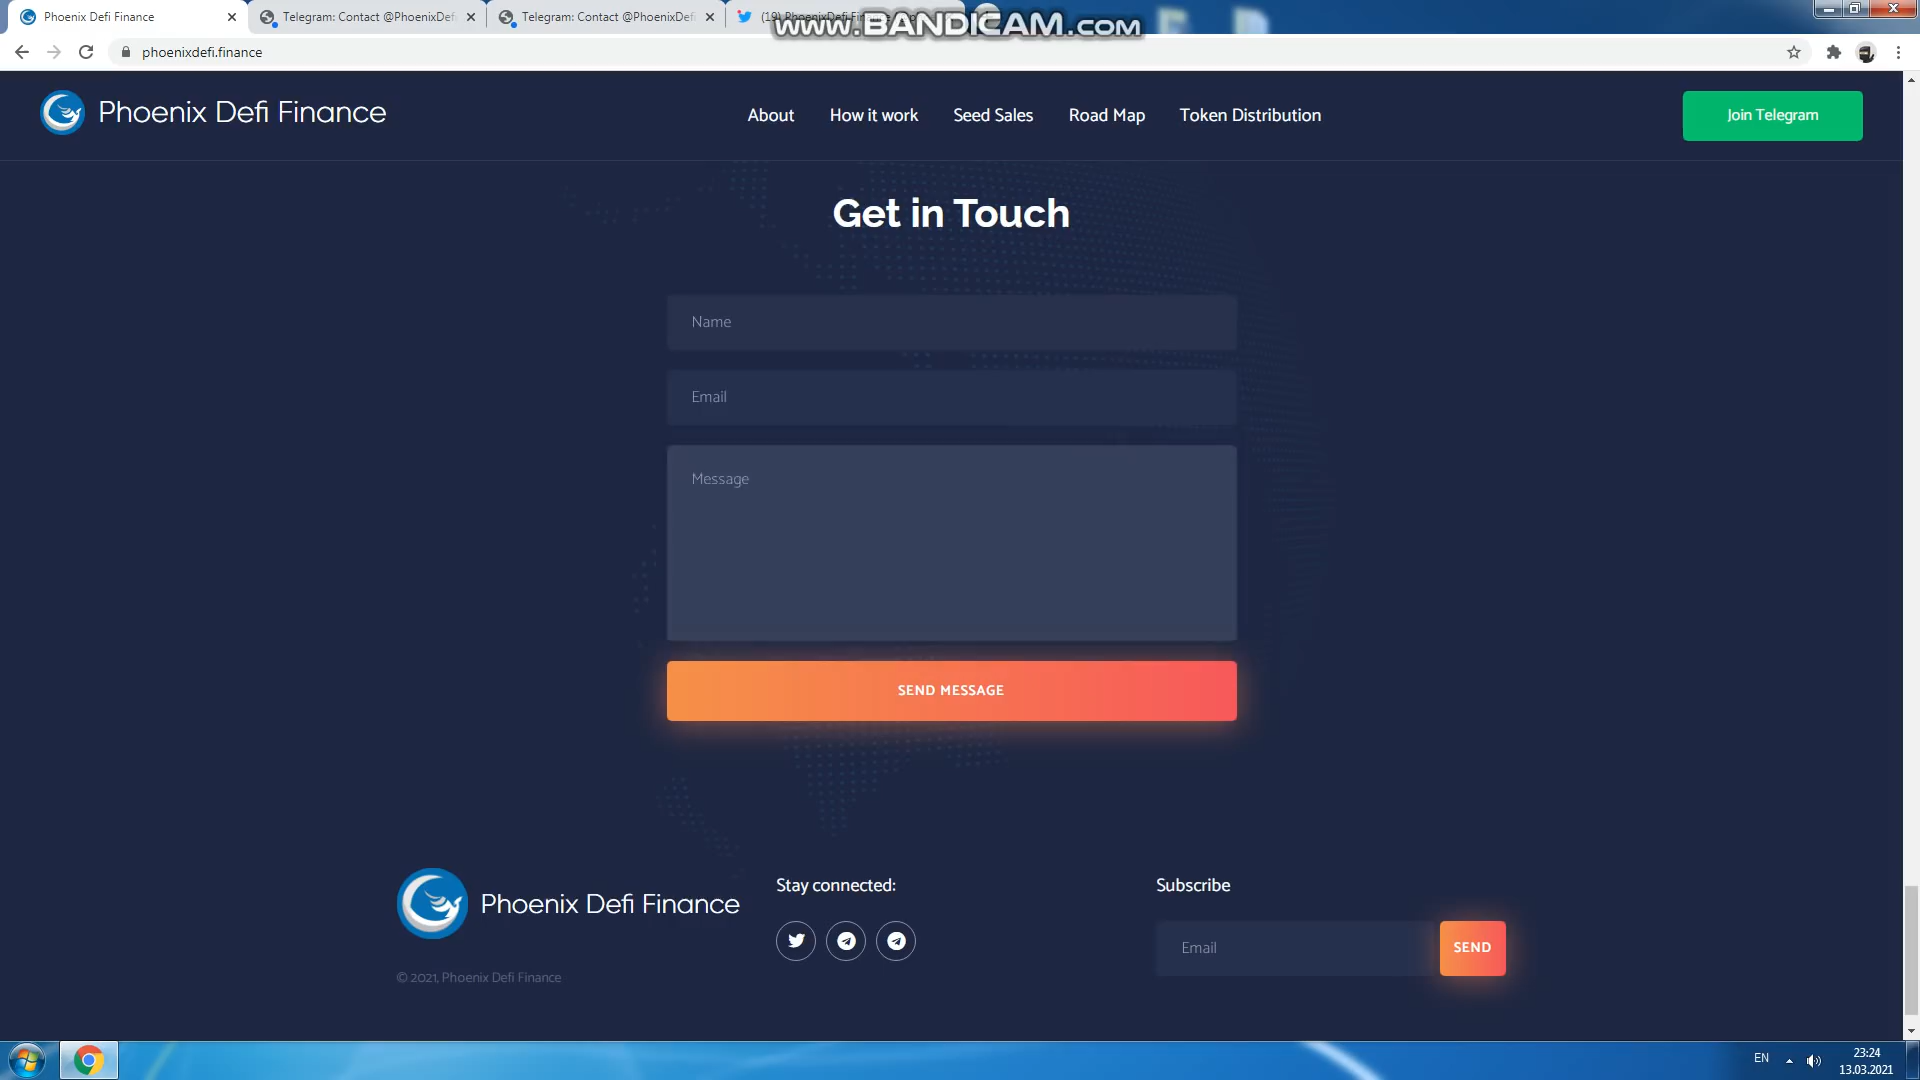 Phoenix Defi Finance
Telegram: Contact @PhoenixDef
Telegram: Contact @PhoenixDef
(19) PhoenixDefi
www.BANDICAM.com
phoenixdefi.finance
Phoenix Defi Finance
About
How it work
Seed Sales
Road Map
Token Distribution
Join Telegram
Get in Touch
Name
Email
Message
SEND MESSAGE
Phoenix Defi Finance
© 2021, Phoenix Defi Finance
Stay connected:
Subscribe
Email
SEND
EN
23:24
13.03.2021